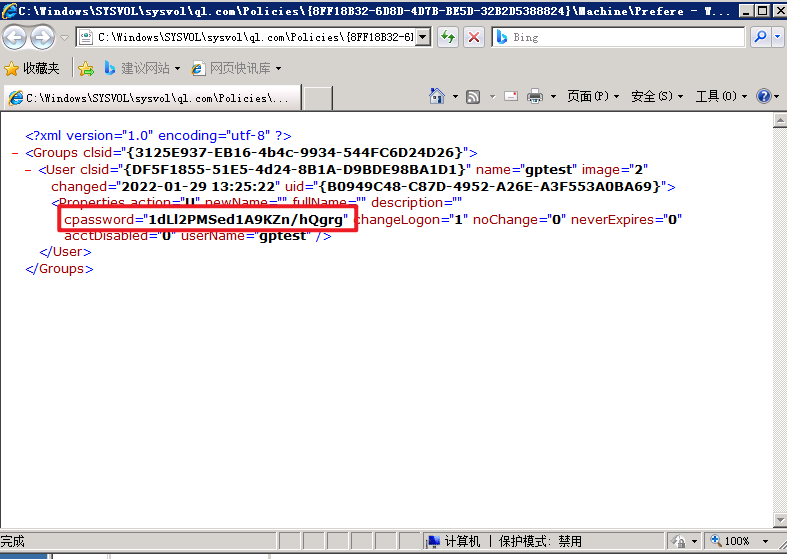 C:\Windows\SYSVOL\sysvol\ql.com\Policies\{8FF18B32-6D8D-4D7B-BE5D-32B2D5388824}\Machine\Prefere - W...
C:\Windows\SYSVOL\sysvol\ql.com\Policies\{8FF18B32-6I
Bing
收藏夹
建议网站
网页快讯库
C:\Windows\SYSVOL\sysvol\ql.com\Policies\...
页面(P)
安全(S)
工具(O)
<?xml version="1.0" encoding="utf-8" ?>
- <Groups clsid="{3125E937-EB16-4b4c-9934-544FC6D24D26}">
- <User clsid="{DF5F1855-51E5-4d24-8B1A-D9BDE98BA1D1}" name="gptest" image="2"
changed="2022-01-29 13:25:22" uid="{B0949C48-C87D-4952-A26E-A3F553A0BA69}">
<Properties action="U" newName="" fullName="" description=""
cpassword="1dLl2PMSed1A9KZn/hQgrg" changeLogon="1" noChange="0" neverExpires="0"
acctDisabled="0" userName="gptest" />
</User>
</Groups>
完成
计算机 | 保护模式: 禁用
100%